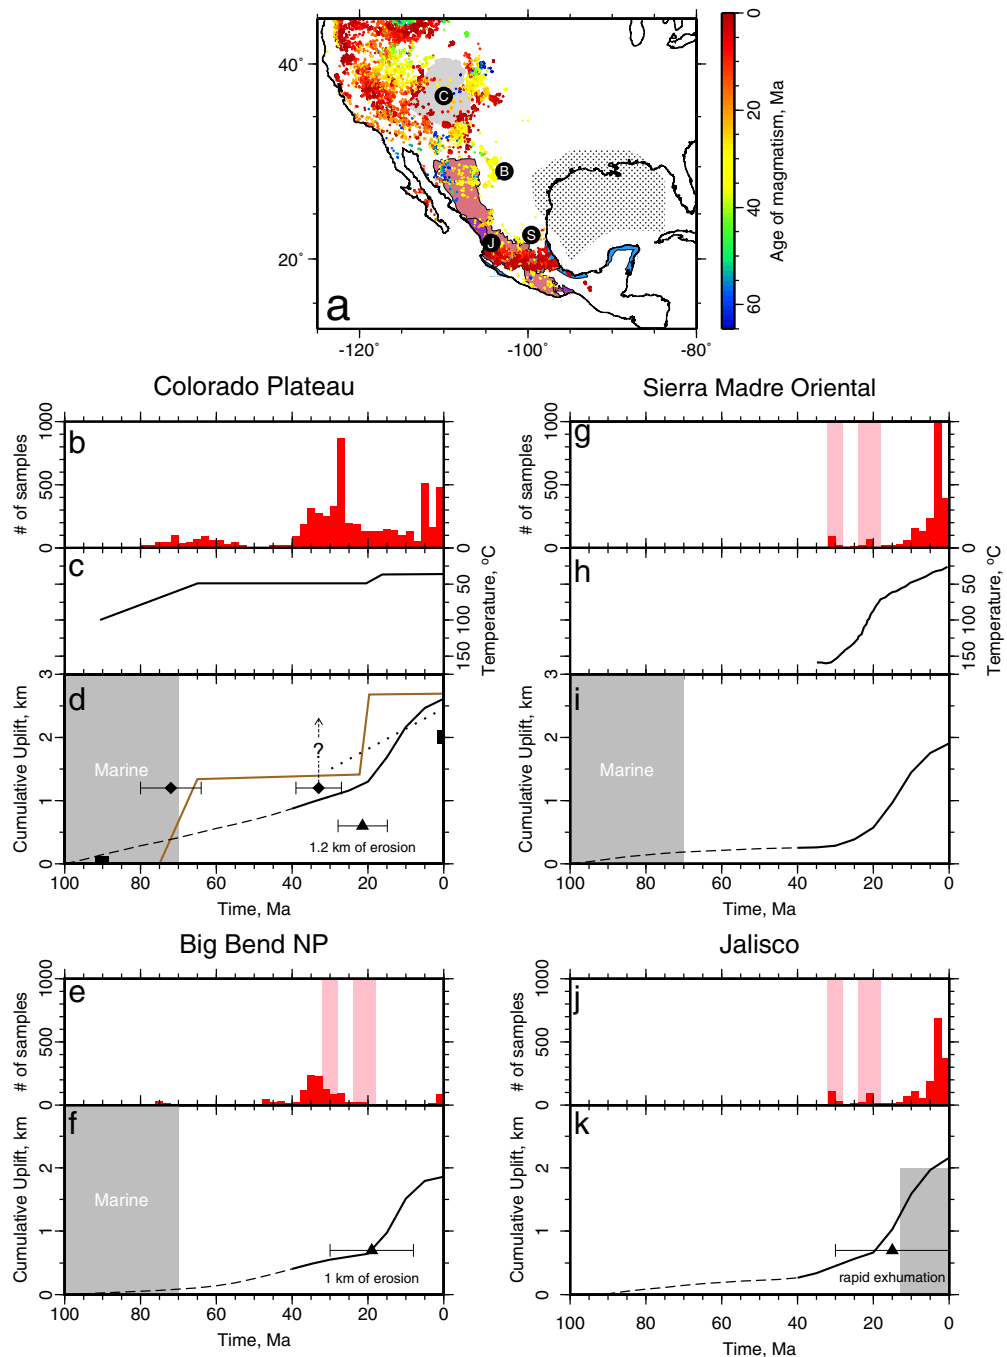 40°
20°
-120°
-100°
-80°
a
C
B
S
J
0
20
40
60
Age of magmatism, Ma
Colorado Plateau
b
# of samples
1000
500
0
c
0
50
100
150
Temperature, °C
d
Cumulative Uplift, km
3
2
1
0
Marine
?
1.2 km of erosion
100 80 60 40 20 0
Time, Ma
Sierra Madre Oriental
g
# of samples
1000
500
0
h
0
50
100
150
Temperature, °C
i
Cumulative Uplift, km
3
2
1
0
Marine
100 80 60 40 20 0
Time, Ma
Big Bend NP
e
# of samples
1000
500
0
f
Cumulative Uplift, km
2
1
0
Marine
1 km of erosion
100 80 60 40 20 0
Time, Ma
Jalisco
j
# of samples
1000
500
0
k
Cumulative Uplift, km
2
1
0
rapid exhumation
100 80 60 40 20 0
Time, Ma